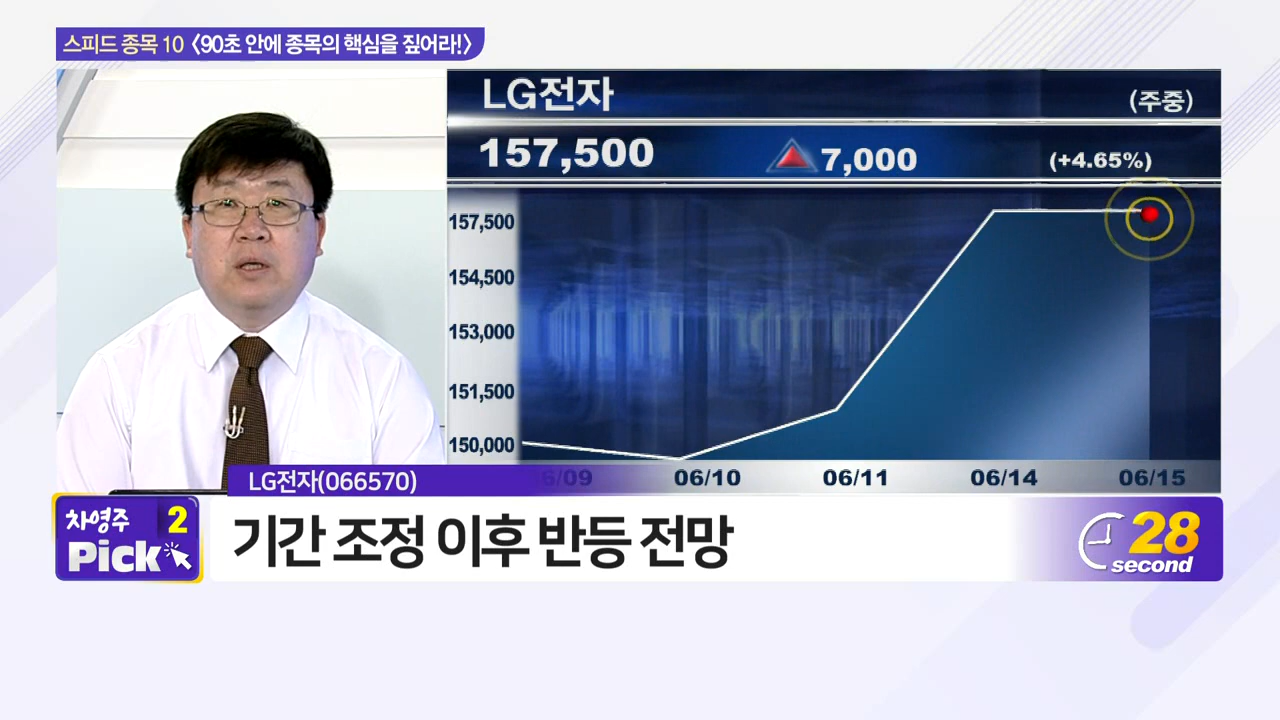 스피드 종목 10 〈90초 안에 종목의 핵심을 짚어라!〉
LG전자
(주중)
157,500
7,000
(+4.65%)
157,500
154,500
153,000
151,500
150,000
06/09
06/10
06/11
06/14
06/15
LG전자(066570)
차영주 2
Pick
기간 조정 이후 반등 전망
28
second